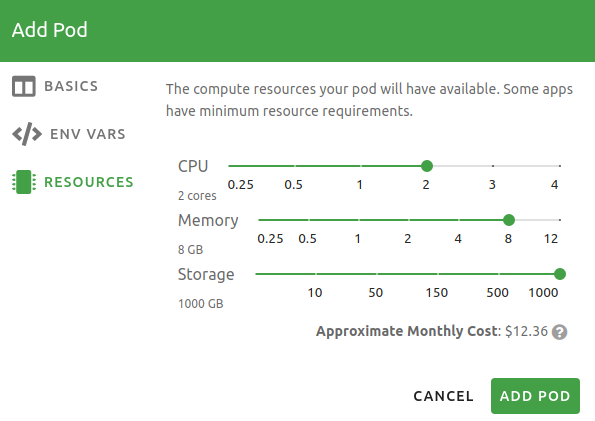 Add Pod
BASICS
ENV VARS
RESOURCES
The compute resources your pod will have available. Some apps
have minimum resource requirements.
CPU
2 cores
0.25 0.5 1 2 3 4
Memory
8 GB
0.25 0.5 1 2 4 8 12
Storage
1000 GB
10 50 150 500 1000
Approximate Monthly Cost: $12.36 ?
CANCEL ADD POD